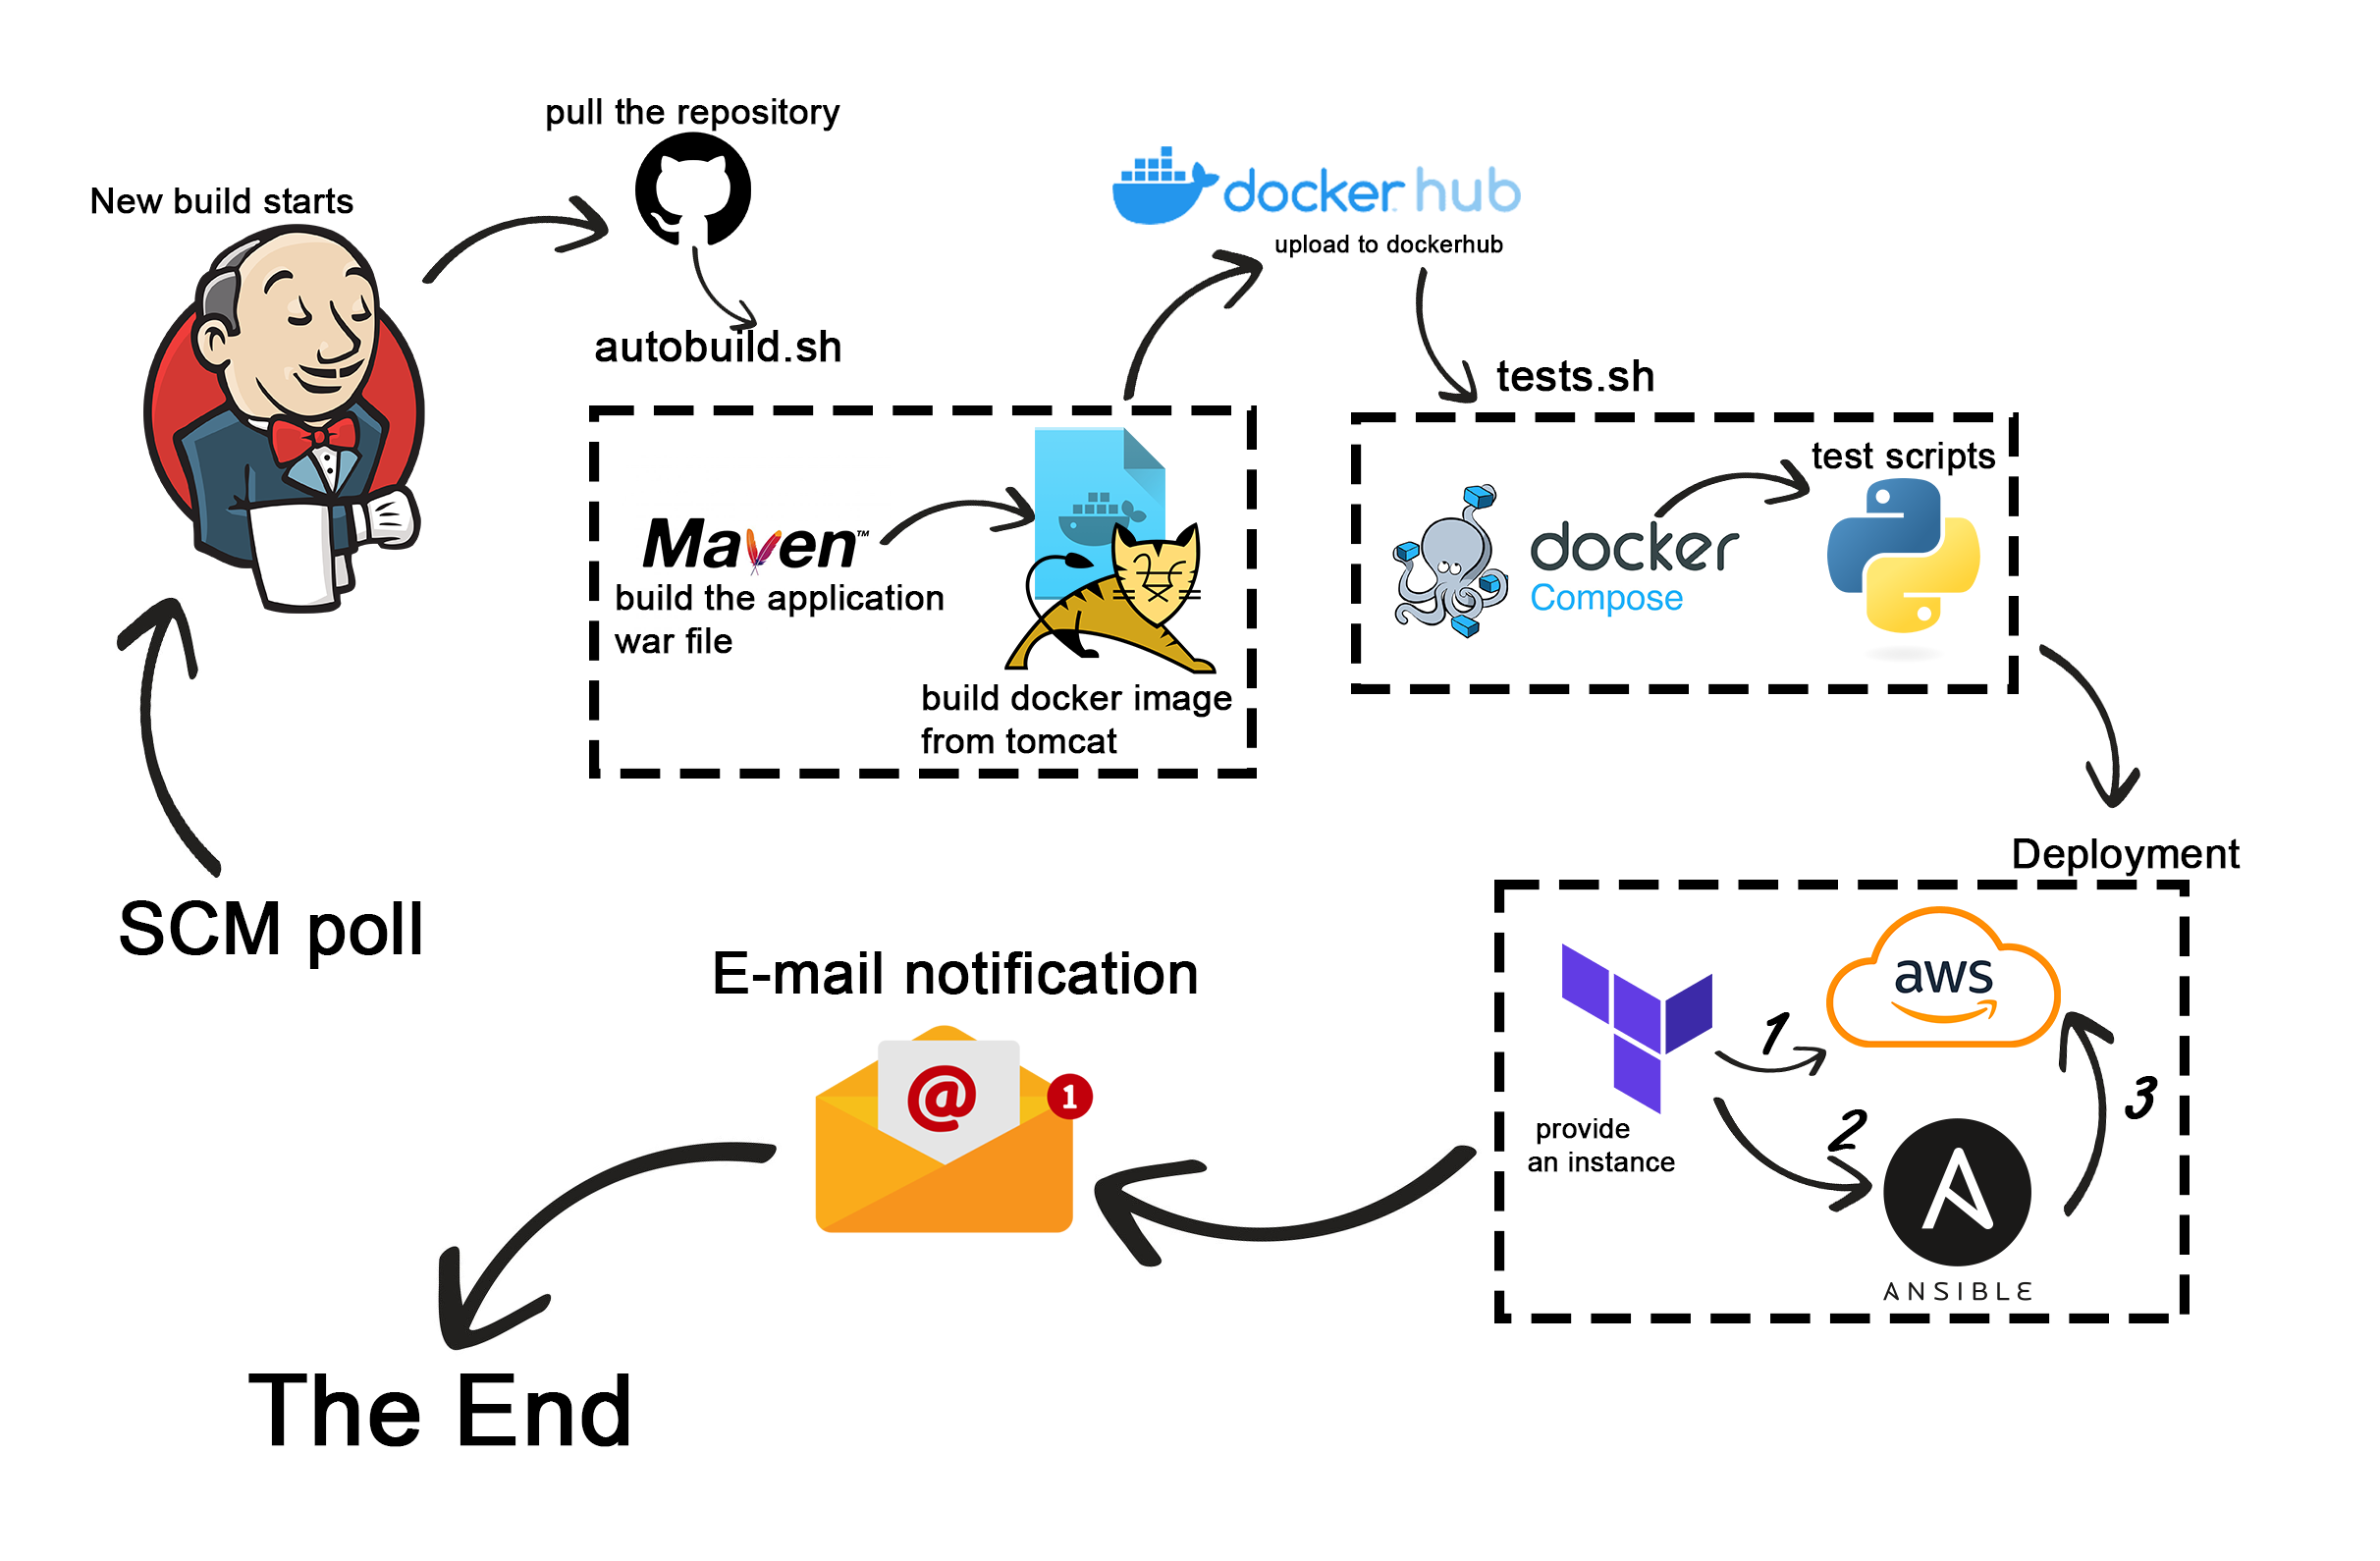 pull the repository
New build starts
docker hub
upload to dockerhub
autobuild.sh
tests.sh
Maven™
build the application
war file
build docker image
from tomcat
test scripts
docker
Compose
SCM poll
Deployment
aws
1
2
3
provide
an instance
ANSIBLE
E-mail notification
@
1
The End